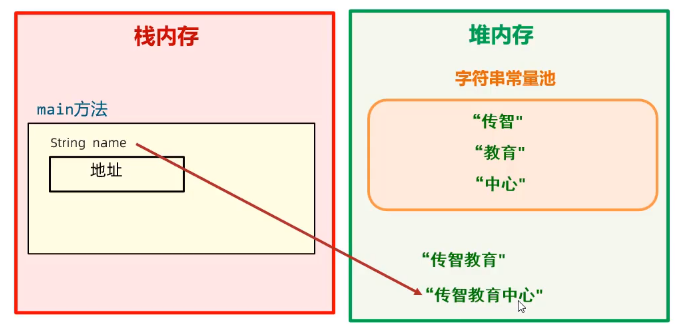 栈内存
main方法
String name
地址
堆内存
字符串常量池
“传智"
“教育"
“中心"
“传智教育"
“传智教育中心"